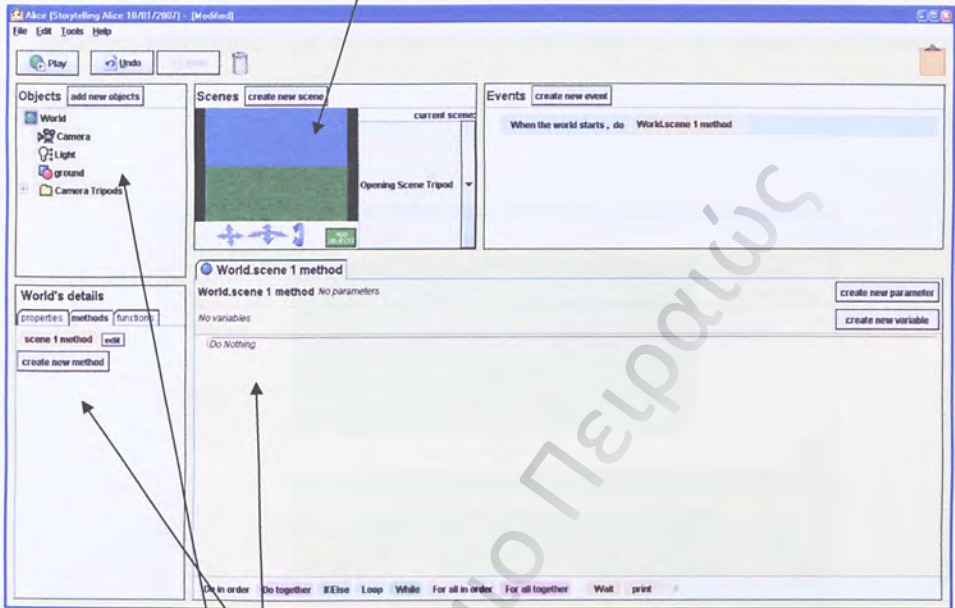 Alice (Storytelling Alice 10/01/2007) - [Modified]
File Edit Tools Help
Play Undo
Objects add new objects
World
Camera
Light
ground
Camera Tripods
Scenes create new scene
current scene:
Opening Scene Tripod
ADD OBJECTS
Events create new event
When the world starts , do World.scene 1 method
World's details
properties methods functions
scene 1 method edit
create new method
World.scene 1 method
World.scene 1 method No parameters
create new parameter
No variables
create new variable
Do Nothing
Do in order Do together If/Else Loop While For all in order For all together Wait print
Πειραιώς